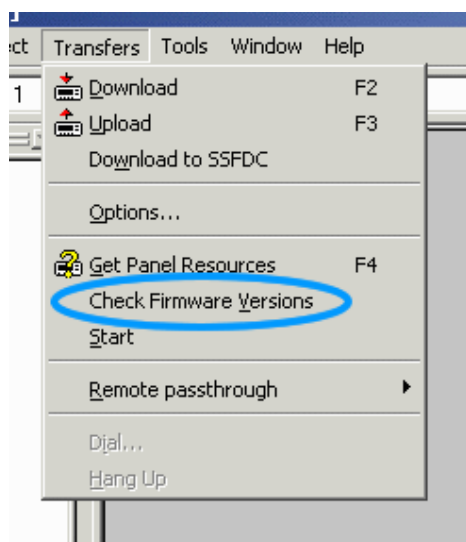 Transfers Tools Window Help
1
Download F2
Upload F3
Download to SSFDC
Options...
Get Panel Resources F4
Check Firmware Versions
Start
Remote passthrough
Dial...
Hang Up